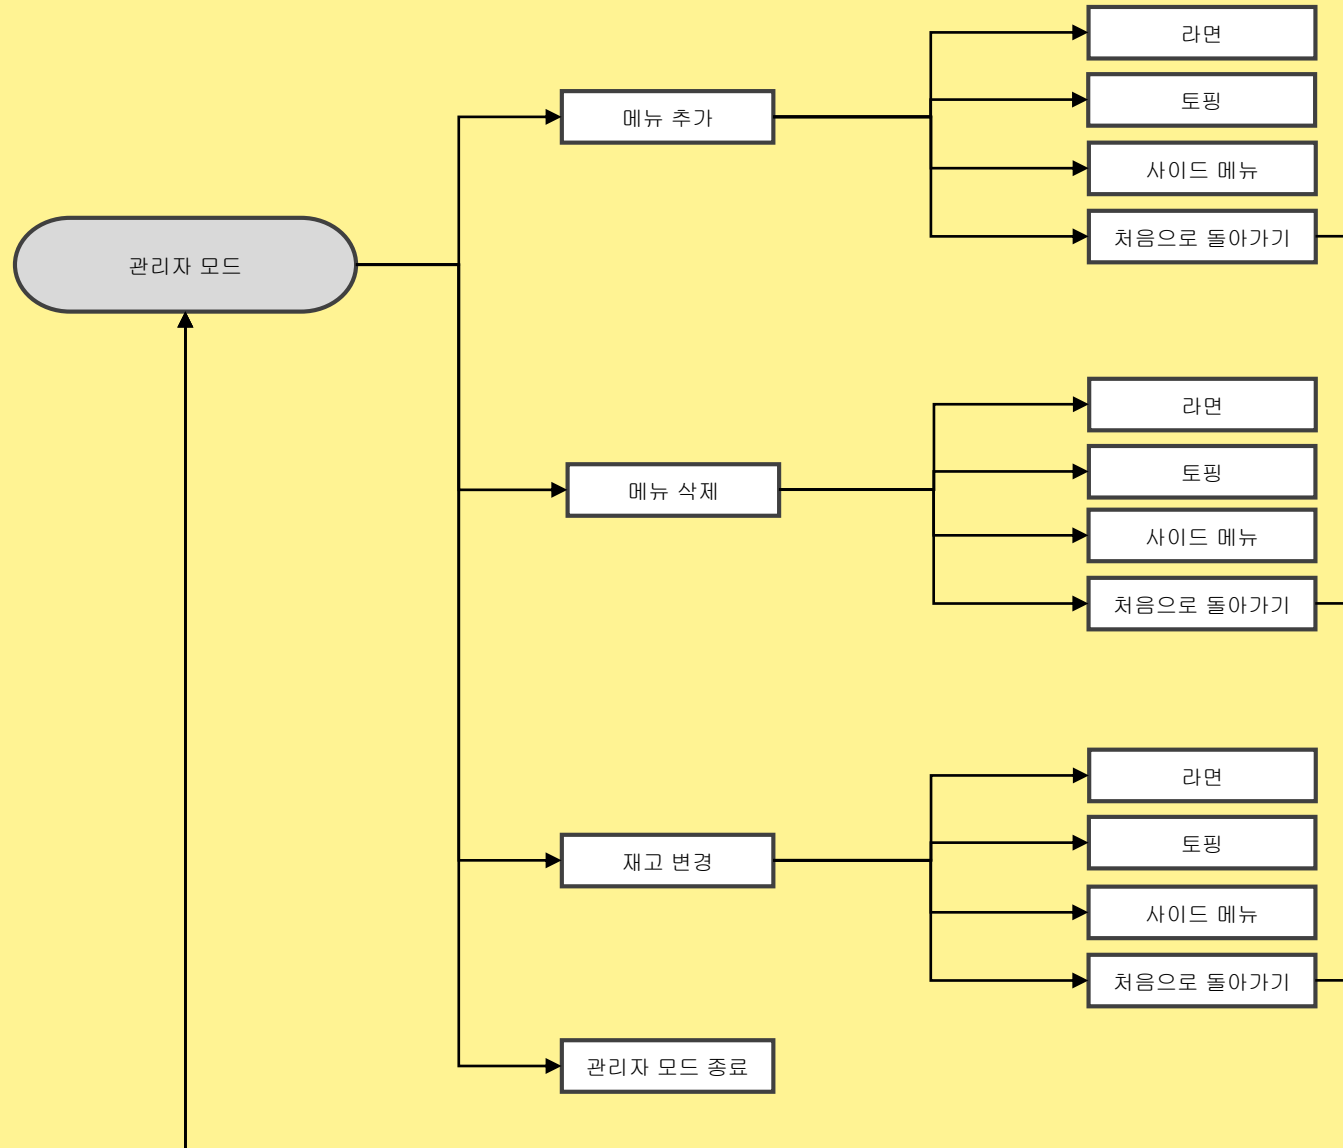 관리자 모드
메뉴 추가
라면
토핑
사이드 메뉴
처음으로 돌아가기
메뉴 삭제
라면
토핑
사이드 메뉴
처음으로 돌아가기
재고 변경
라면
토핑
사이드 메뉴
처음으로 돌아가기
관리자 모드 종료